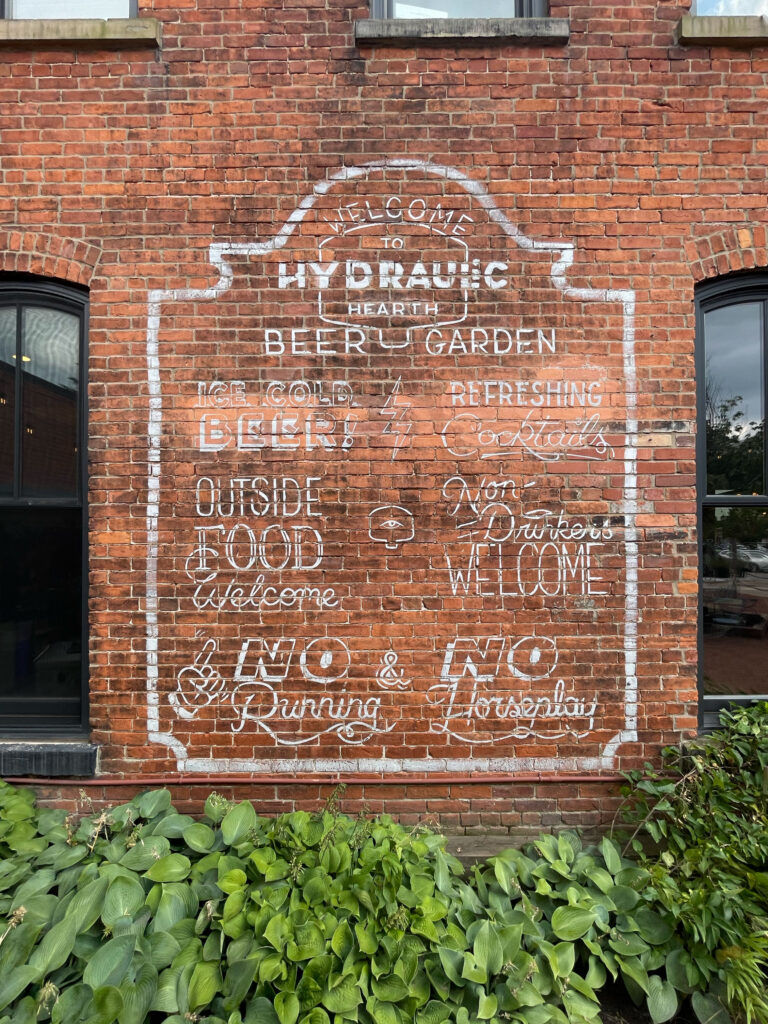 WELCOME
TO
HYDRAULIC
HEARTH
BEER GARDEN
ICE COLD
BEER!
REFRESHING
Cocktails
OUTSIDE
FOOD
Welcome
Non-
Drinkers
WELCOME
NO
Running
&
NO
Horseplay